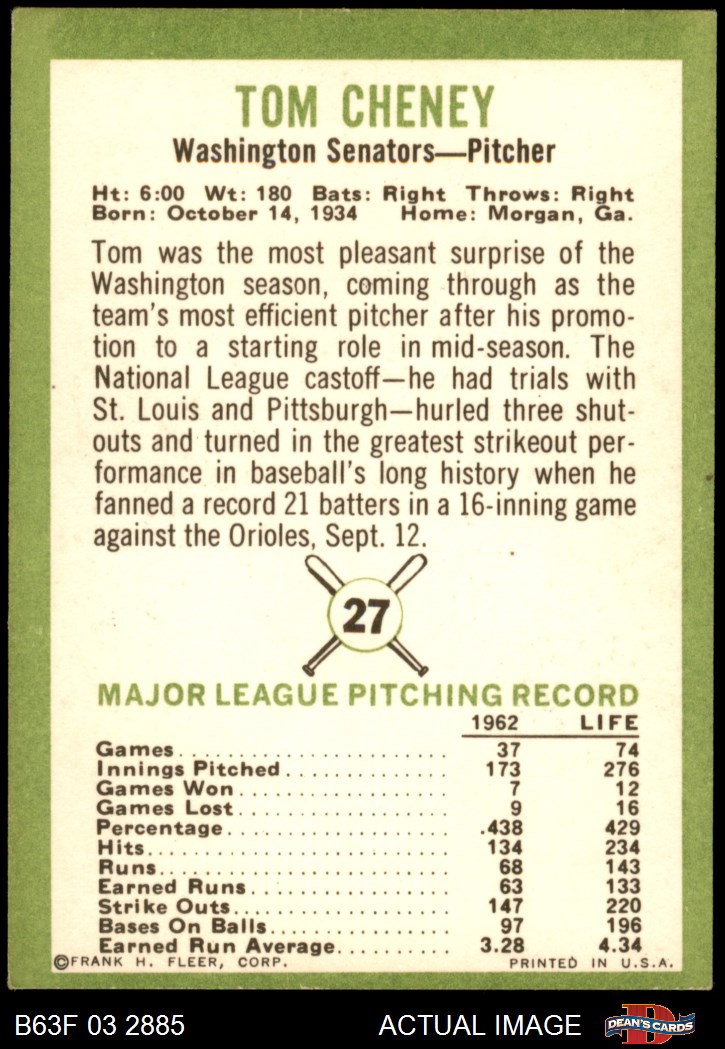 TOM CHENEY
Washington Senators—Pitcher
Ht: 6:00 Wt: 180 Bats: Right Throws: Right
Born: October 14, 1934 Home: Morgan, Ga.
Tom was the most pleasant surprise of the
Washington season, coming through as the
team's most efficient pitcher after his promo-
tion to a starting role in mid-season. The
National League castoff—he had trials with
St. Louis and Pittsburgh—hurled three shut-
outs and turned in the greatest strikeout per-
formance in baseball's long history when he
fanned a record 21 batters in a 16-inning game
against the Orioles, Sept. 12.
27
MAJOR LEAGUE PITCHING RECORD
1962 LIFE
Games 37 74
Innings Pitched 173 276
Games Won 7 12
Games Lost 9 16
Percentage .438 429
Hits 134 234
Runs 68 143
Earned Runs 63 133
Strike Outs 147 220
Bases On Balls 97 196
Earned Run Average 3.28 4.34
©FRANK H. FLEER, CORP. PRINTED IN U.S.A.
B63F 03 2885 ACTUAL IMAGE D DEAN'S CARDS